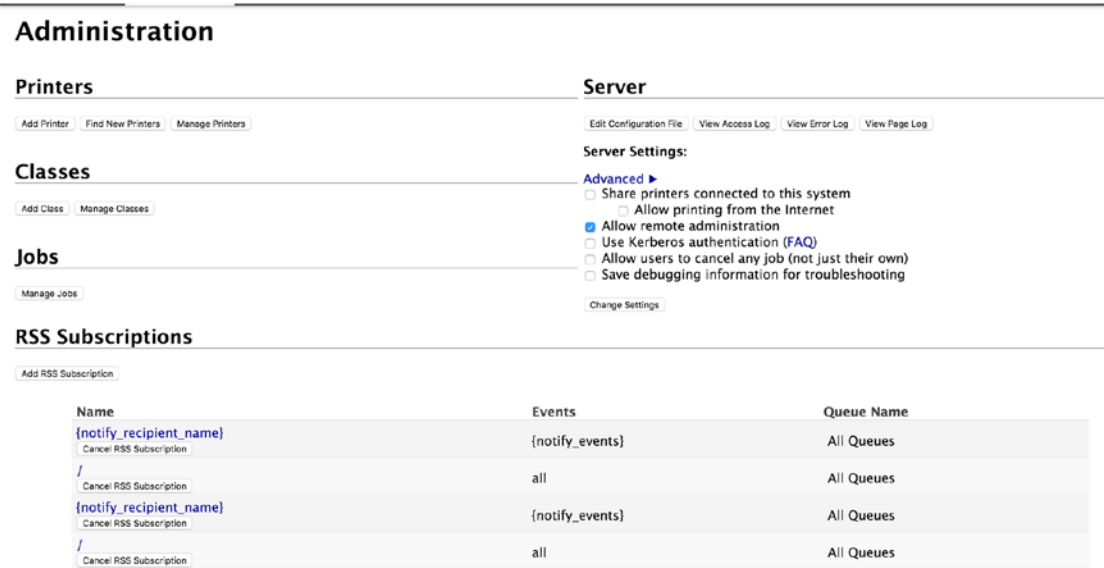 Administration
Printers
Add Printer Find New Printers Manage Printers
Classes
Add Class Manage Classes
Jobs
Manage Jobs
Server
Edit Configuration File View Access Log View Error Log View Page Log
Server Settings:
Advanced ▶
Share printers connected to this system
Allow printing from the Internet
Allow remote administration
Use Kerberos authentication (FAQ)
Allow users to cancel any job (not just their own)
Save debugging information for troubleshooting
Change Settings
RSS Subscriptions
Add RSS Subscription
Name Events Queue Name
{notify_recipient_name}
Cancel RSS Subscription
{notify_events} All Queues
/
Cancel RSS Subscription
all All Queues
{notify_recipient_name}
Cancel RSS Subscription
{notify_events} All Queues
/
Cancel RSS Subscription
all All Queues